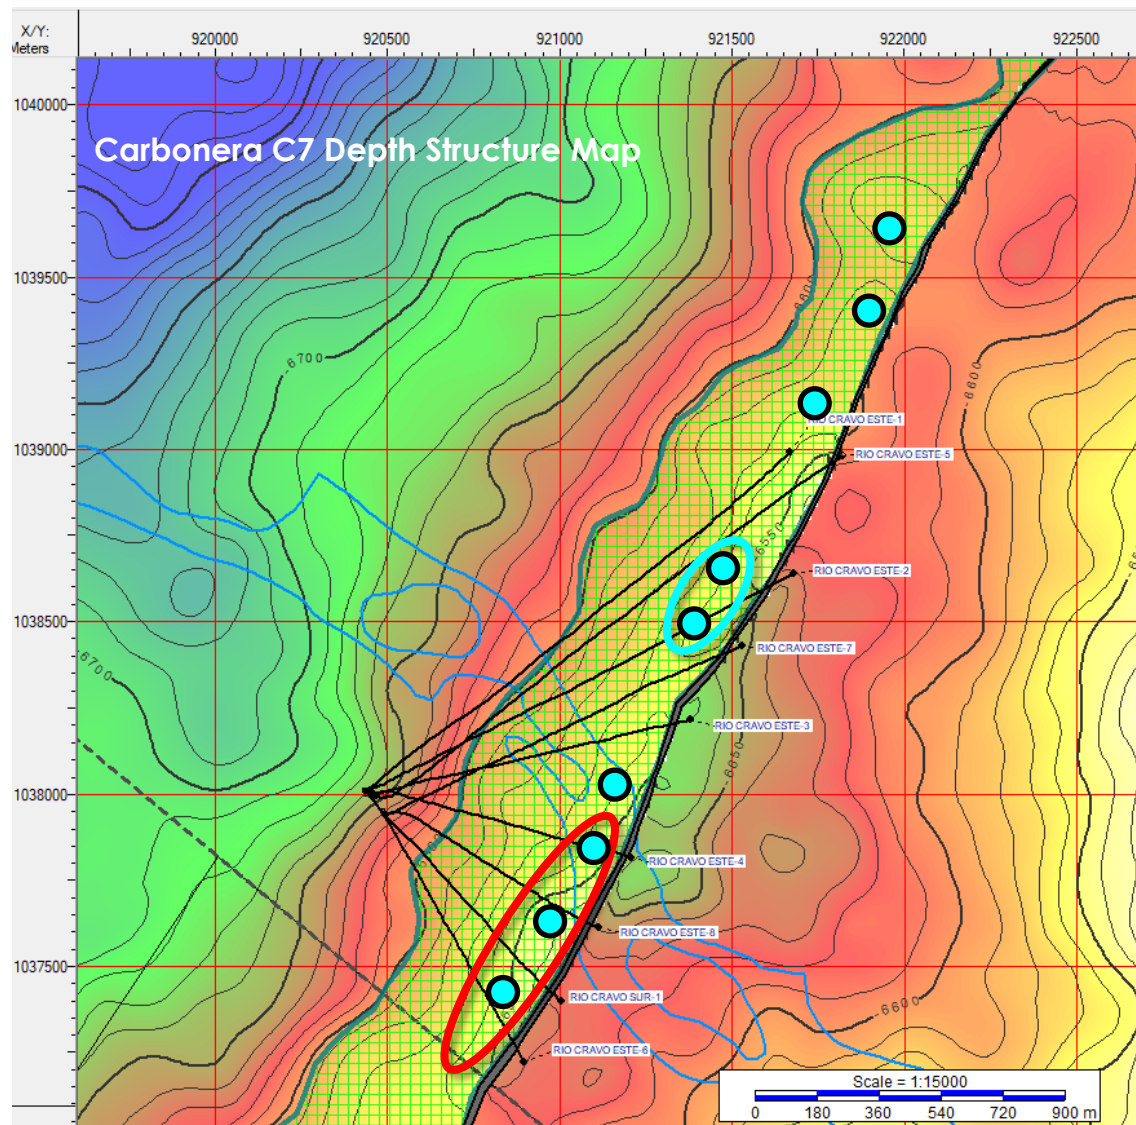 X/Y:
Meters
920000
920500
921000
921500
922000
922500
1040000
Carbonera C7 Depth Structure Map
1039500
-6600
-6700
-6600
1039000
RIO CRAVO ESTE-1
RIO CRAVO ESTE-5
-6550
RIO CRAVO ESTE-2
1038500
RIO CRAVO ESTE-7
6700
RIO CRAVO ESTE-3
-6650
1038000
RIO CRAVO ESTE-4
RIO CRAVO ESTE-8
1037500
RIO CRAVO SUR-1
-6600
RIO CRAVO ESTE-6
Scale = 1:15000
0 180 360 540 720 900 m